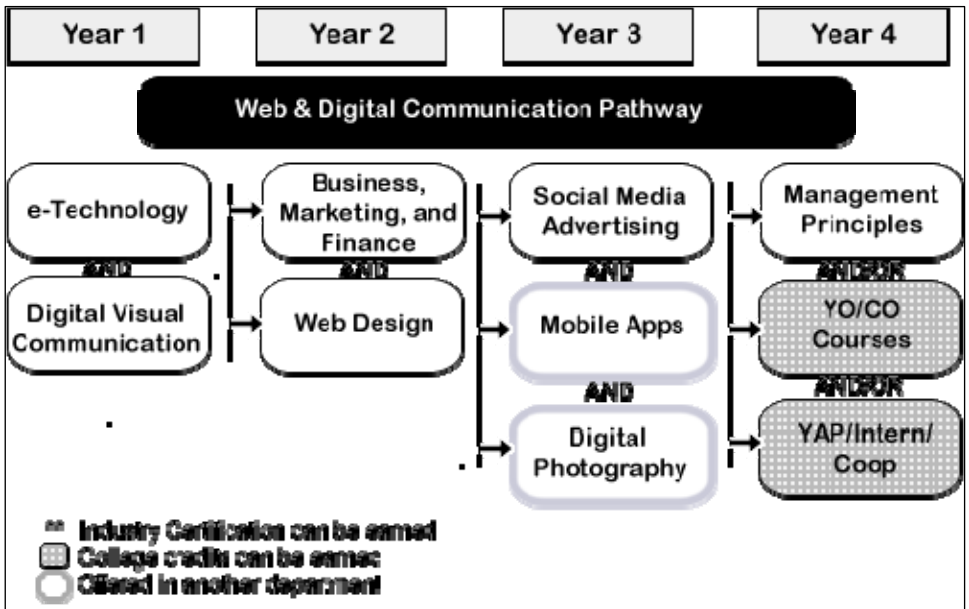 Year 1
Year 2
Year 3
Year 4
Web & Digital Communication Pathway
e-Technology
AND
Digital Visual
Communication
Business,
Marketing, and
Finance
AND
Web Design
Social Media
Advertising
AND
Mobile Apps
AND
Digital
Photography
Management
Principles
AND/OR
YO/CO
Courses
AND/OR
YAP/Intern/
Coop
** Industry Certification can be earned
College credits can be earned
Offered in another department